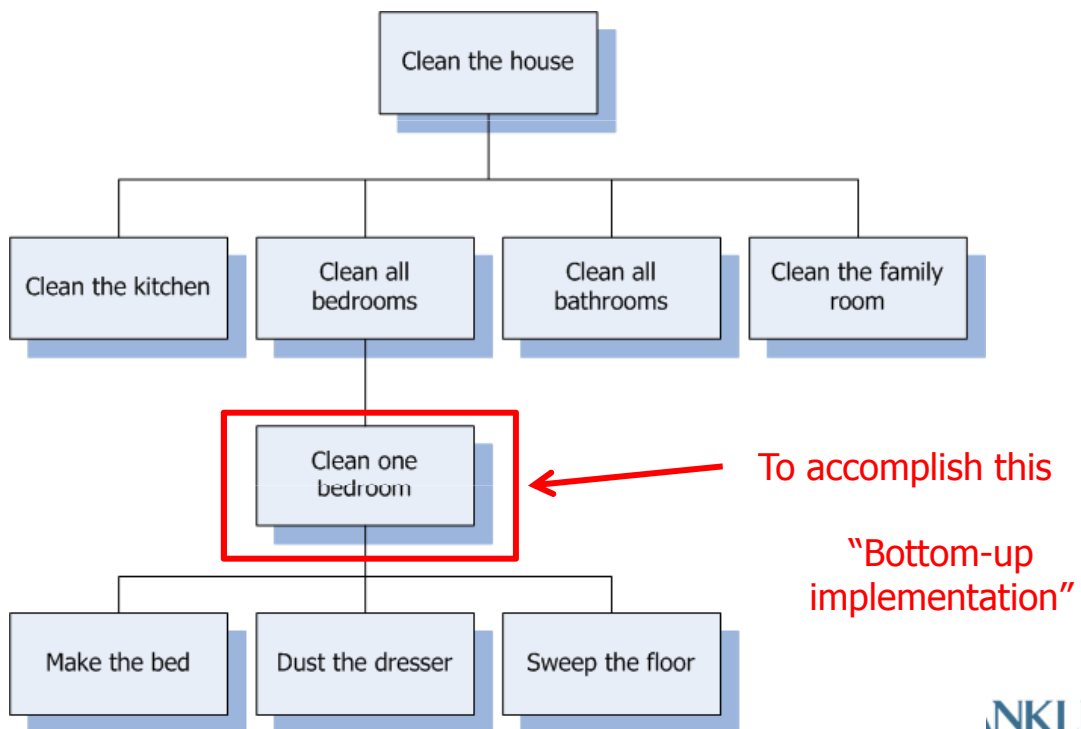 Clean the house
Clean the kitchen
Clean all
bedrooms
Clean all
bathrooms
Clean the family
room
Clean one
bedroom
To accomplish this
“Bottom-up
implementation”
Make the bed
Dust the dresser
Sweep the floor